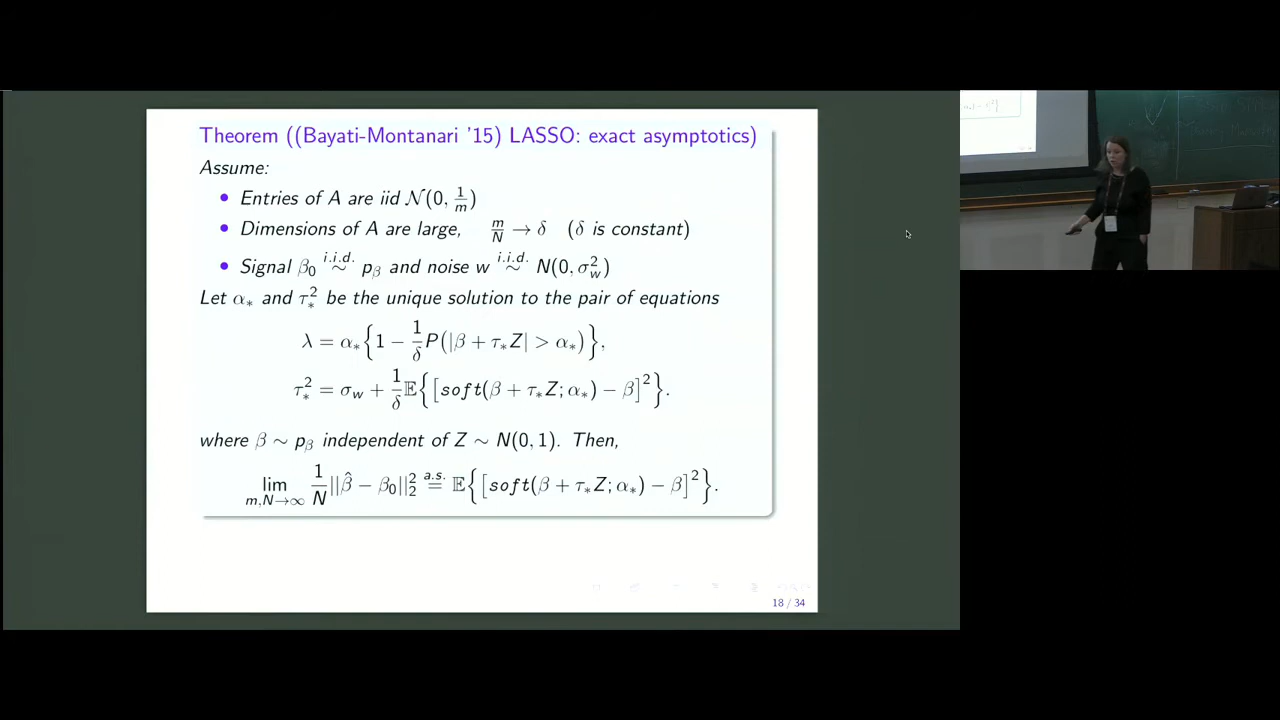 Theorem ((Bayati-Montanari '15) LASSO: exact asymptotics)
Assume:
• Entries of A are iid 𝒩(0, 1/m)
• Dimensions of A are large, m/N → δ (δ is constant)
• Signal β₀ i.i.d.∼ p_β and noise w i.i.d.∼ N(0, σ_w²)
Let α_* and τ_*² be the unique solution to the pair of equations
λ = α_*{1 − 1/δ P(|β + τ_*Z| > α_*)},
τ_*² = σ_w + 1/δ 𝔼{[soft(β + τ_*Z; α_*) − β]²}.
where β ∼ p_β independent of Z ∼ N(0, 1). Then,
lim_{m,N→∞} 1/N ||β̂ − β₀||₂² a.s.= 𝔼{[soft(β + τ_*Z; α_*) − β]²}.
18 / 34